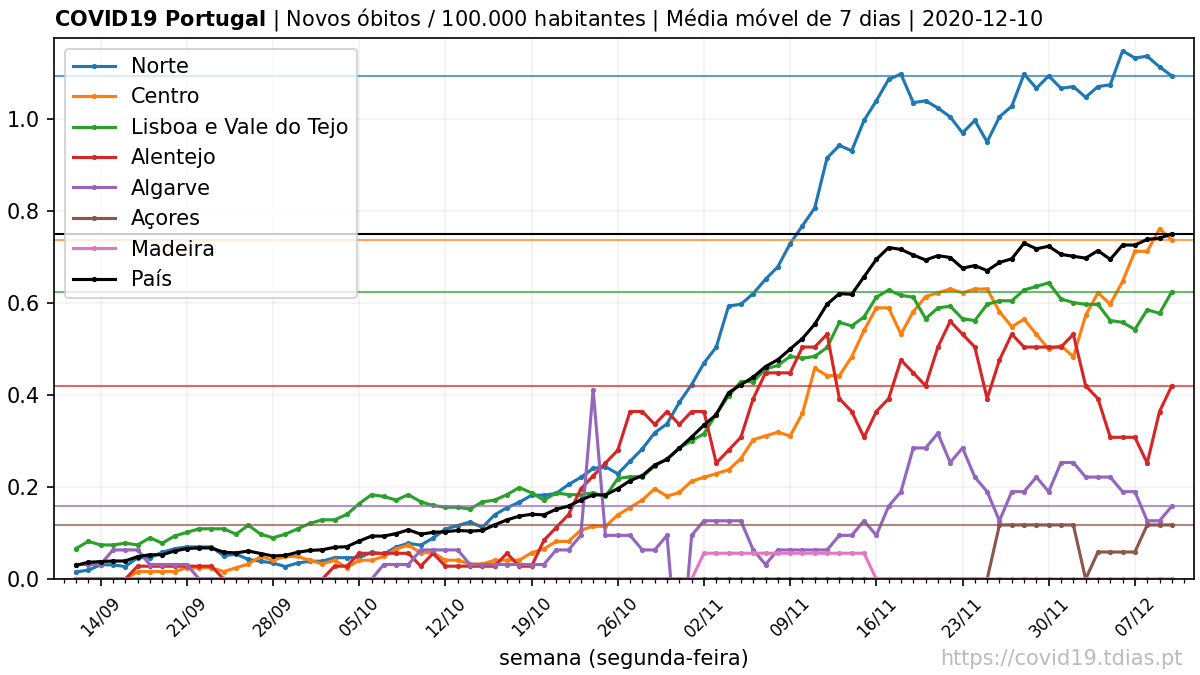 COVID19 Portugal | Novos óbitos / 100.000 habitantes | Média móvel de 7 dias | 2020-12-10
Norte
Centro
Lisboa e Vale do Tejo
Alentejo
Algarve
Açores
Madeira
País
1.0
0.8
0.6
0.4
0.2
0.0
14/09
21/09
28/09
05/10
12/10
19/10
26/10
02/11
09/11
16/11
23/11
30/11
07/12
semana (segunda-feira)
https://covid19.tdias.pt